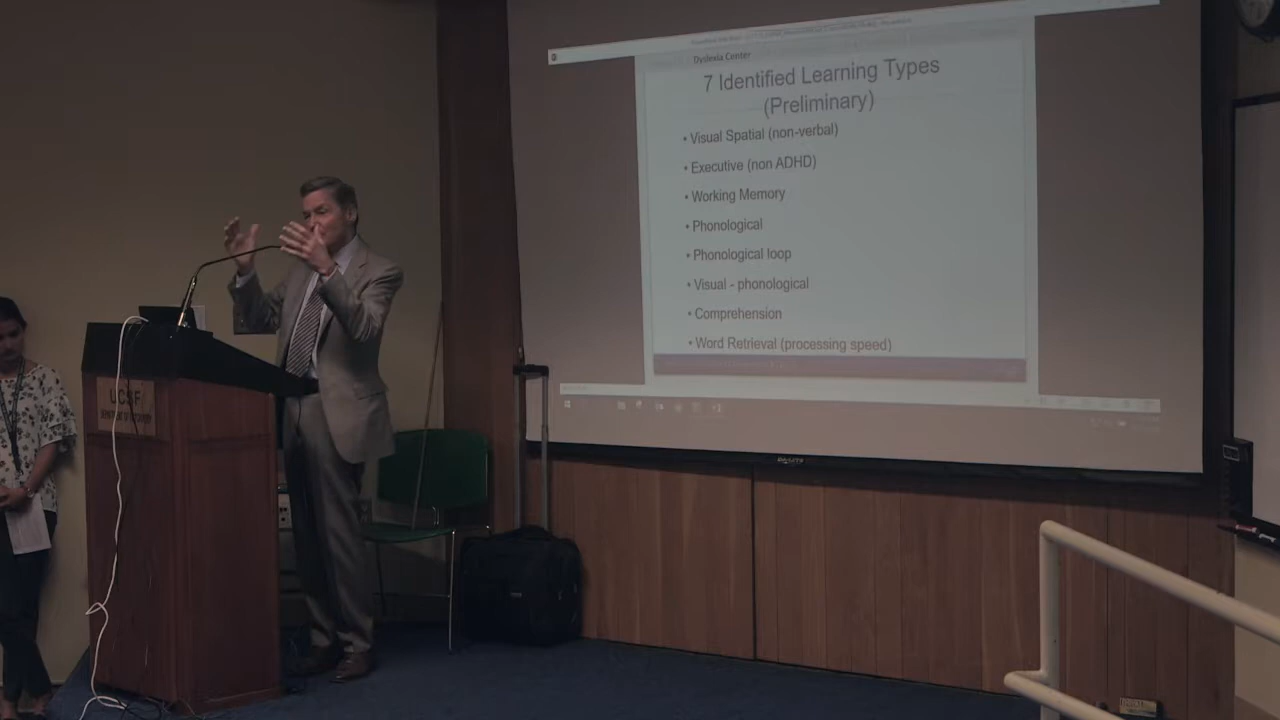 Dyslexia Center
7 Identified Learning Types
(Preliminary)
• Visual Spatial (non-verbal)
• Executive (non ADHD)
• Working Memory
• Phonological
• Phonological loop
• Visual - phonological
• Comprehension
• Word Retrieval (processing speed)
UCSF